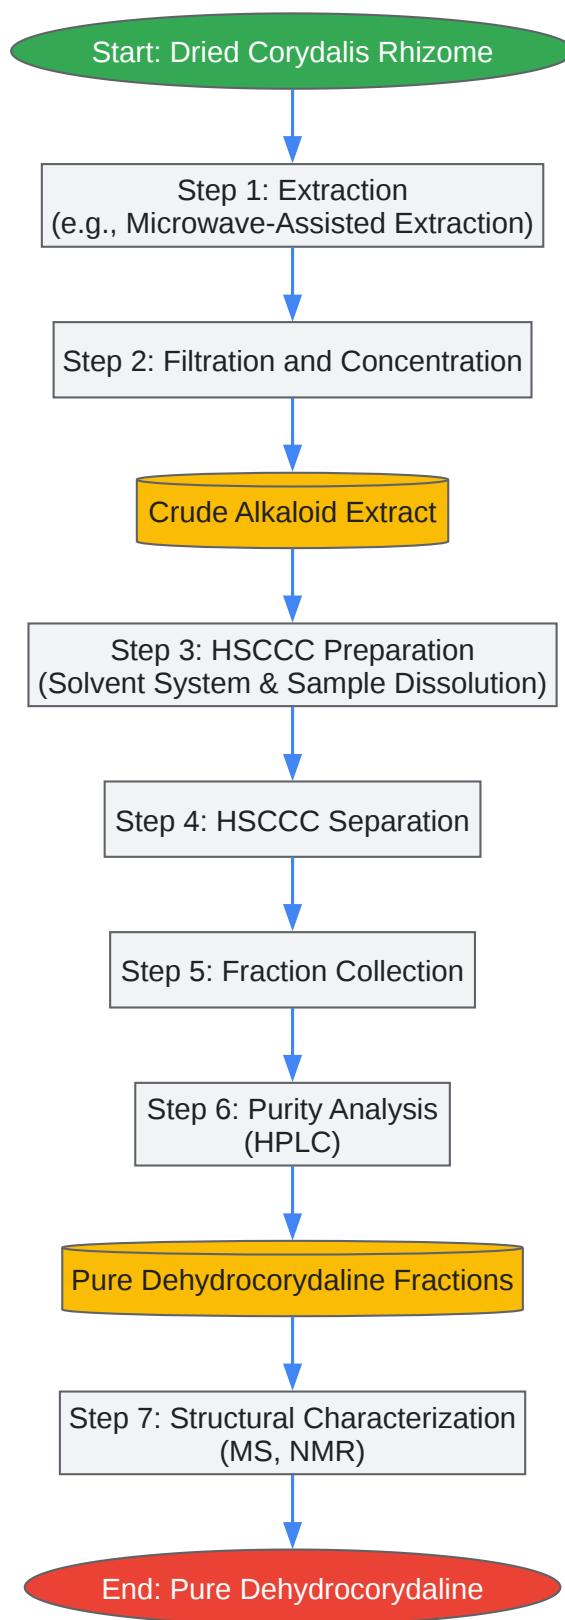 Start: Dried Corydalis Rhizome
Step 1: Extraction
(e.g., Microwave-Assisted Extraction)
Step 2: Filtration and Concentration
Crude Alkaloid Extract
Step 3: HSCCC Preparation
(Solvent System & Sample Dissolution)
Step 4: HSCCC Separation
Step 5: Fraction Collection
Step 6: Purity Analysis
(HPLC)
Pure Dehydrocorydaline Fractions
Step 7: Structural Characterization
(MS, NMR)
End: Pure Dehydrocorydaline